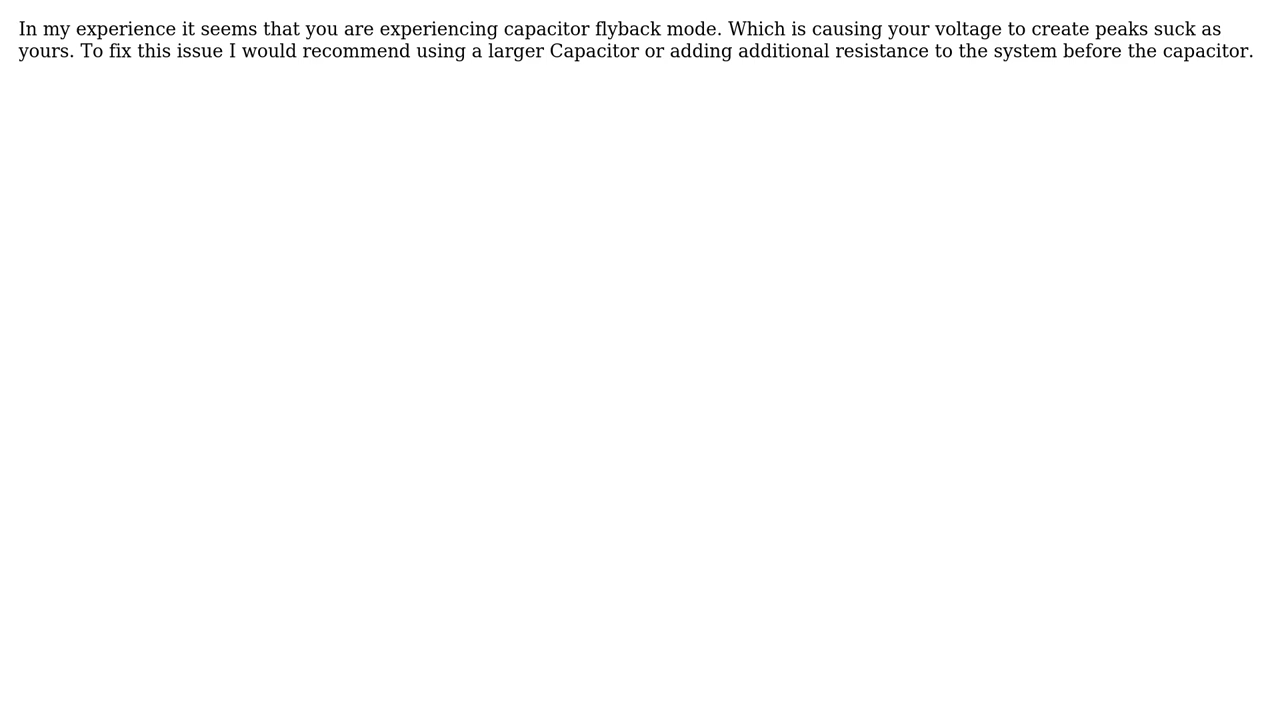 In my experience it seems that you are experiencing capacitor flyback mode. Which is causing your voltage to create peaks suck as
yours. To fix this issue I would recommend using a larger Capacitor or adding additional resistance to the system before the capacitor.